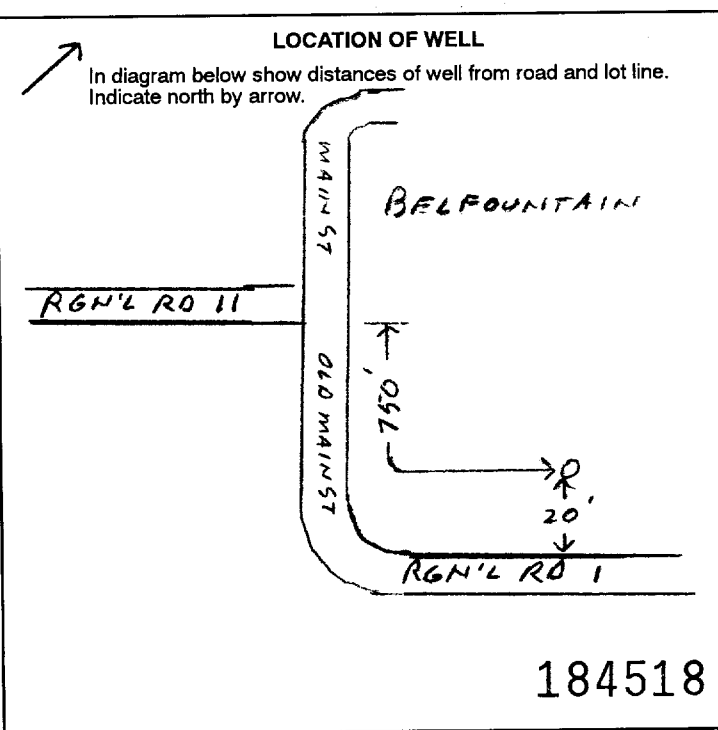 LOCATION OF WELL
In diagram below show distances of well from road and lot line.
Indicate north by arrow.
MAIN ST
BELFOUNTAIN
RGN'L RD 11
OLD MAIN ST
750'
20'
RGN'L RD 1
184518